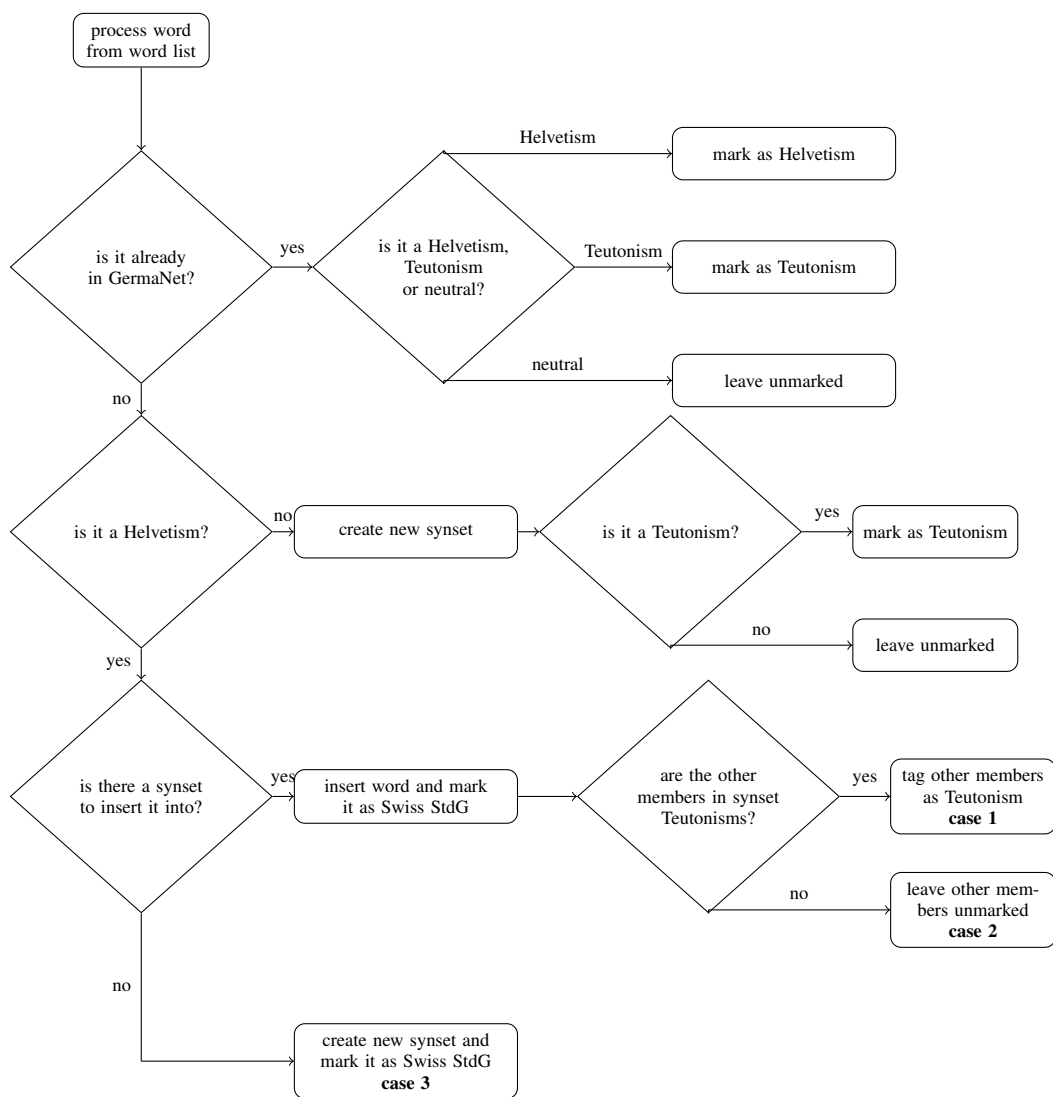 process word
from word list
Helvetism
mark as Helvetism
is it already
in GermaNet?
yes
is it a Helvetism,
Teutonism
or neutral?
Teutonism
mark as Teutonism
neutral
leave unmarked
no
is it a Helvetism?
no
create new synset
is it a Teutonism?
yes
mark as Teutonism
no
leave unmarked
yes
is there a synset
to insert it into?
yes
insert word and mark
it as Swiss StdG
are the other
members in synset
Teutonisms?
yes
tag other members
as Teutonism
case 1
no
leave other mem-
bers unmarked
case 2
no
create new synset and
mark it as Swiss StdG
case 3